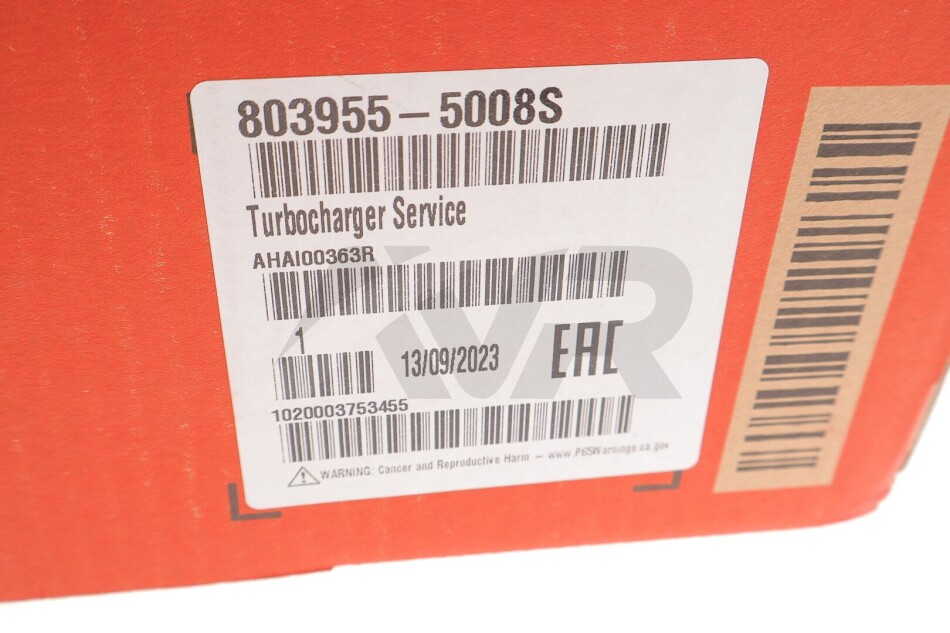 803955-5008S
Turbocharger Service
AHAI00363R
1
13/09/2023
EAC
1020003753455
WARNING: Cancer and Reproductive Harm - www.P65Warnings.ca.gov